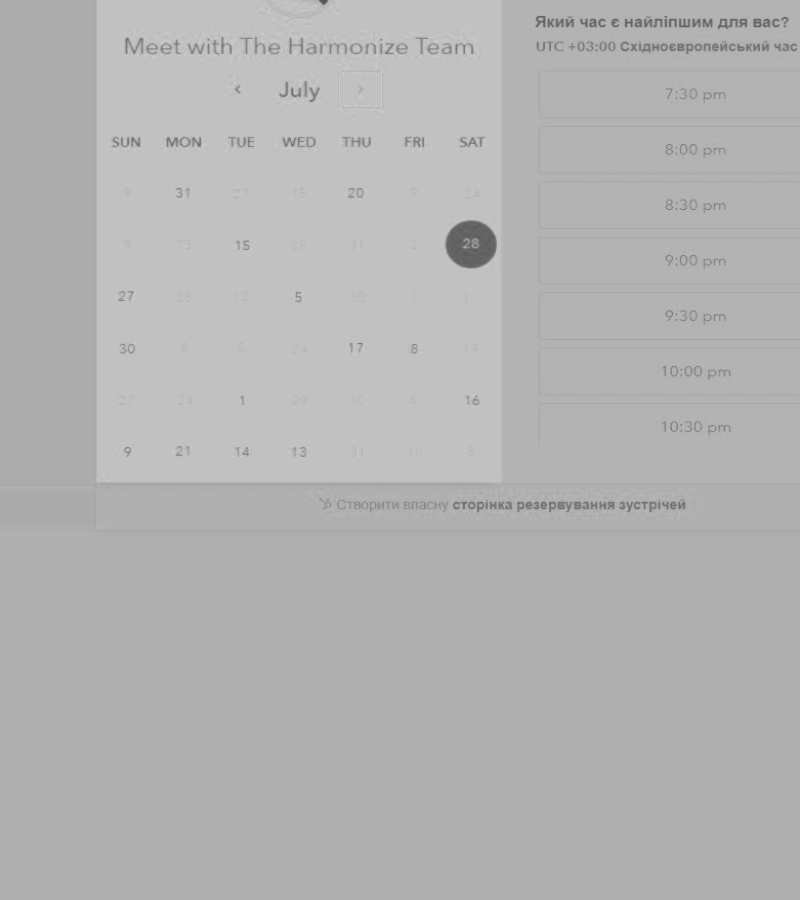 Meet with The Harmonize Team
July
SUN MON TUE WED THU FRI SAT
9 31 27 15 20 9 24
9 13 15 25 31 2 28
27 25 12 5 30 1 11
30 8 5 24 17 8 19
27 24 1 29 30 6 16
9 21 14 13 31 10 8
Який час є найліпшим для вас?
UTC +03:00 Східноєвропейський час
7:30 pm
8:00 pm
8:30 pm
9:00 pm
9:30 pm
10:00 pm
10:30 pm
Створити власну сторінка резервування зустрічей